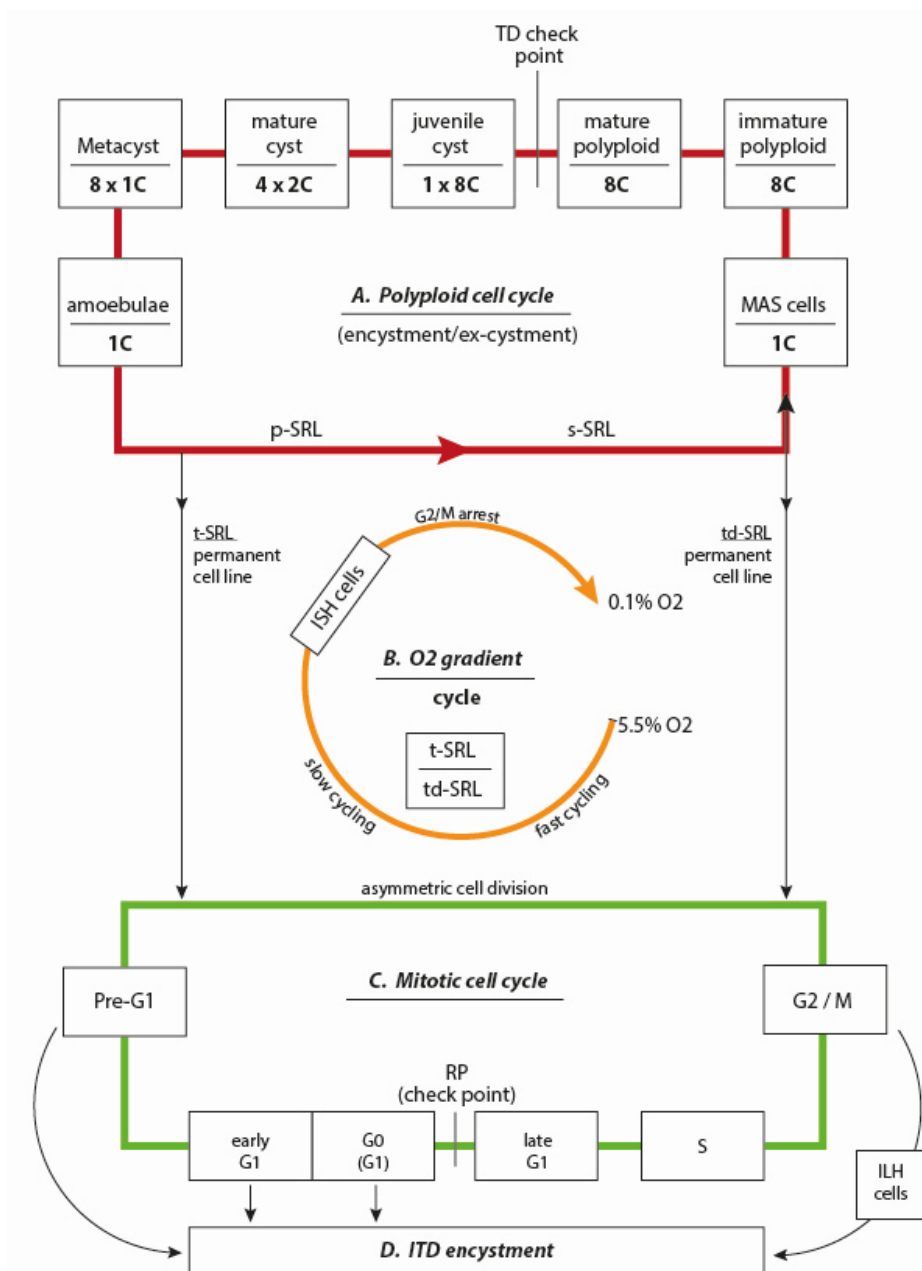 TD check
point
Metacyst
8 x 1C
mature
cyst
4 x 2C
juvenile
cyst
1 x 8C
mature
polyploid
8C
immature
polyploid
8C
amoebulae
1C
A. Polyploid cell cycle
(encystment/ex-cystment)
MAS cells
1C
p-SRL
s-SRL
t-SRL
permanent
cell line
td-SRL
permanent
cell line
G2/M arrest
ISH cells
0.1% O2
B. O2 gradient
cycle
~5.5% O2
t-SRL
td-SRL
slow cycling
fast cycling
asymmetric cell division
Pre-G1
C. Mitotic cell cycle
G2 / M
RP
(check point)
early
G1
G0
(G1)
late
G1
S
ILH
cells
D. ITD encystment